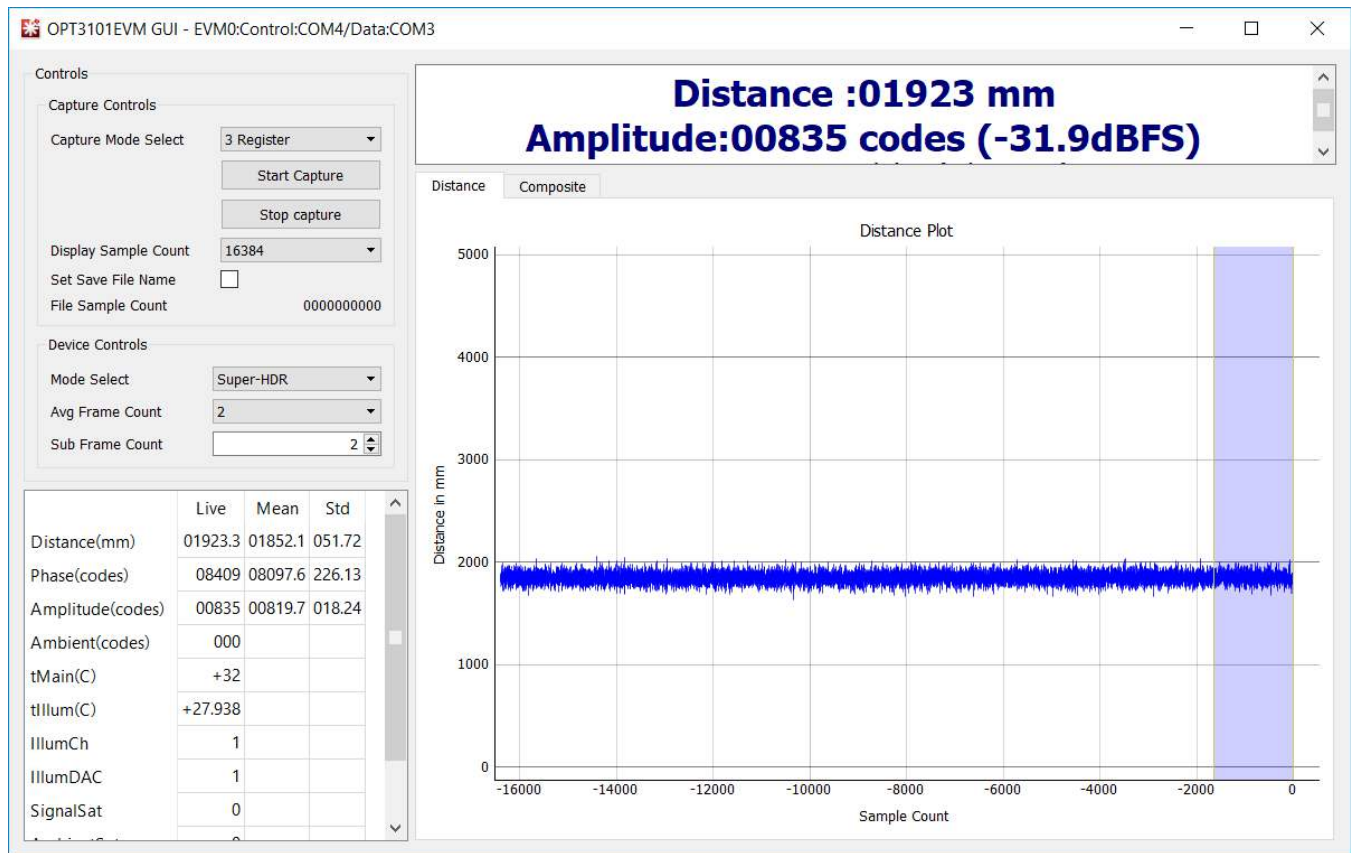 OPT3101EVM GUI - EVM0:Control:COM4/Data:COM3
Controls
Capture Controls
Capture Mode Select 3 Register
Start Capture
Stop capture
Display Sample Count 16384
Set Save File Name
File Sample Count 0000000000
Device Controls
Mode Select Super-HDR
Avg Frame Count 2
Sub Frame Count 2
Live Mean Std
Distance(mm) 01923.3 01852.1 051.72
Phase(codes) 08409 08097.6 226.13
Amplitude(codes) 00835 00819.7 018.24
Ambient(codes) 000
tMain(C) +32
tIllum(C) +27.938
IllumCh 1
IllumDAC 1
SignalSat 0
Distance :01923 mm
Amplitude:00835 codes (-31.9dBFS)
Distance Composite
Distance Plot
5000
4000
3000
2000
1000
0
Distance in mm
-16000 -14000 -12000 -10000 -8000 -6000 -4000 -2000 0
Sample Count